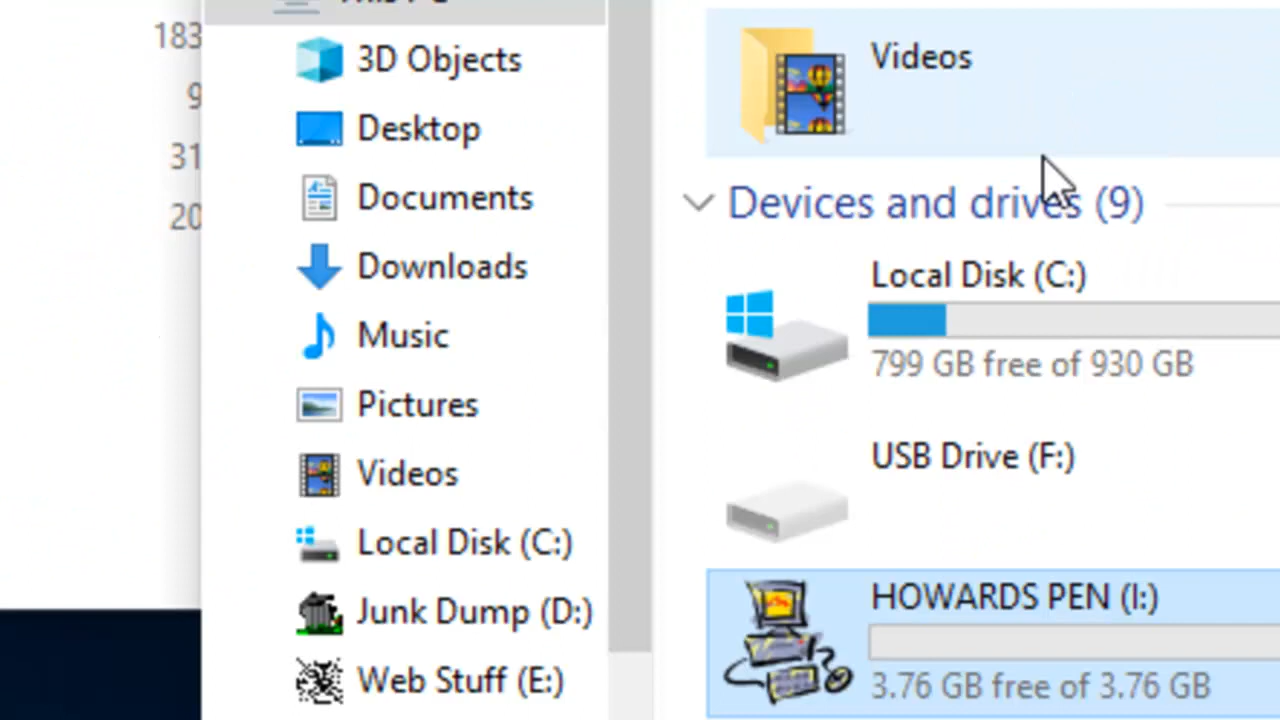 183
9
31
20
This PC
3D Objects
Desktop
Documents
Downloads
Music
Pictures
Videos
Local Disk (C:)
Junk Dump (D:)
Web Stuff (E:)
Videos
Devices and drives (9)
Local Disk (C:)
799 GB free of 930 GB
USB Drive (F:)
HOWARDS PEN (I:)
3.76 GB free of 3.76 GB